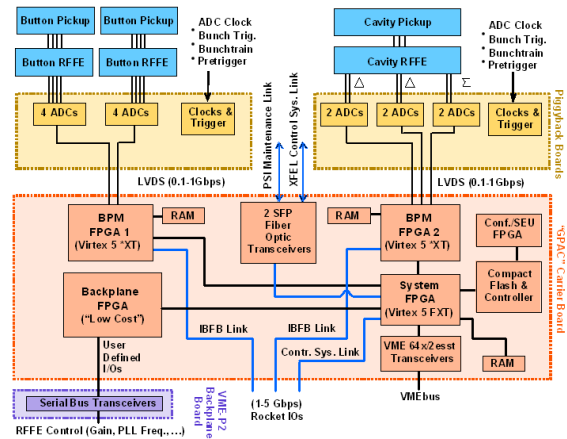 Button Pickup
Button Pickup
ADC Clock
• Bunch Trig.
• Bunchtrain
• Pretrigger
Button RFFE
Button RFFE
Cavity Pickup
ADC Clock
• Bunch Trig.
• Bunchtrain
• Pretrigger
Cavity RFFE
△
△
Σ
4 ADCs
4 ADCs
Clocks &
Trigger
2 ADCs
2 ADCs
2 ADCs
Clocks &
Trigger
Piggyback Boards
PSI Maintenance Link
XFEL Control Sys. Link
LVDS (0.1-1Gbps)
LVDS (0.1-1Gbps)
BPM
FPGA 1
(Virtex 5 *XT)
RAM
2 SFP
Fiber
Optic
Transceivers
RAM
BPM
FPGA 2
(Virtex 5 *XT)
Conf./SEU
FPGA
Backplane
FPGA
("Low Cost")
System
FPGA
(Virtex 5 FXT)
Compact
Flash &
Controller
"GPAC" Carrier Board
IBFB Link
IBFB Link
Contr. Sys. Link
User
Defined
I/Os
VME 64x/2esst
Transceivers
RAM
Serial Bus Transceivers
VME-P2
Backplane
Board
(1-5 Gbps)
Rocket IOs
VMEbus
RFFE Control (Gain, PLL Freq.,...)